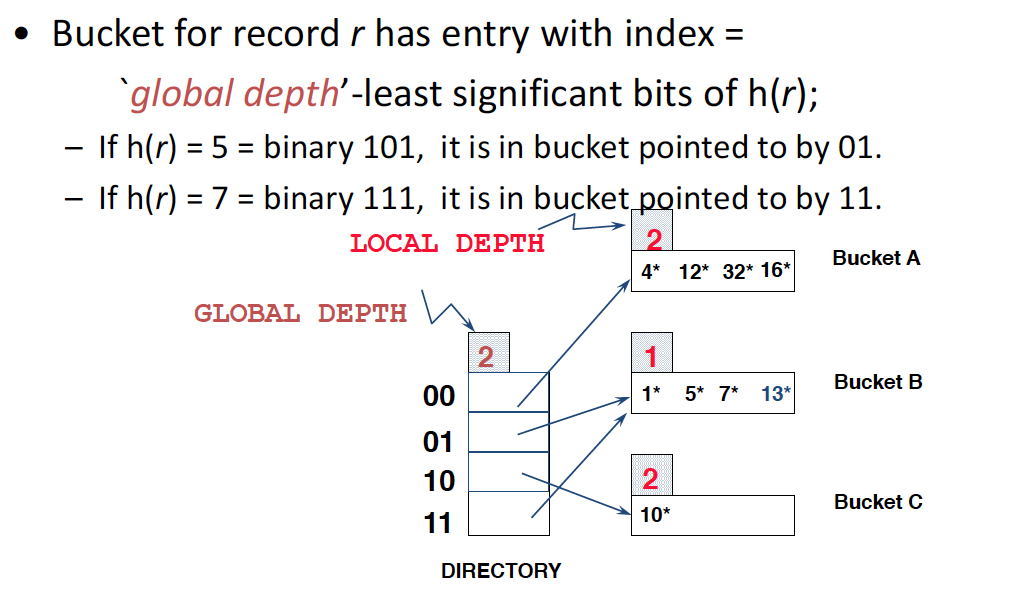 • Bucket for record r has entry with index =
`global depth’-least significant bits of h(r);
– If h(r) = 5 = binary 101, it is in bucket pointed to by 01.
– If h(r) = 7 = binary 111, it is in bucket pointed to by 11.
LOCAL DEPTH
2
4* 12* 32* 16*
Bucket A
GLOBAL DEPTH
2
00
01
10
11
DIRECTORY
1
1* 5* 7* 13*
Bucket B
2
10*
Bucket C